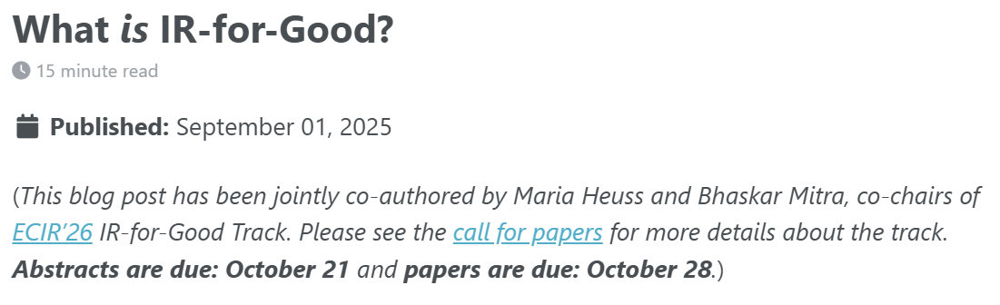 What is IR-for-Good?
15 minute read
Published: September 01, 2025
(This blog post has been jointly co-authored by Maria Heuss and Bhaskar Mitra, co-chairs of
ECIR’26 IR-for-Good Track. Please see the call for papers for more details about the track.
Abstracts are due: October 21 and papers are due: October 28.)